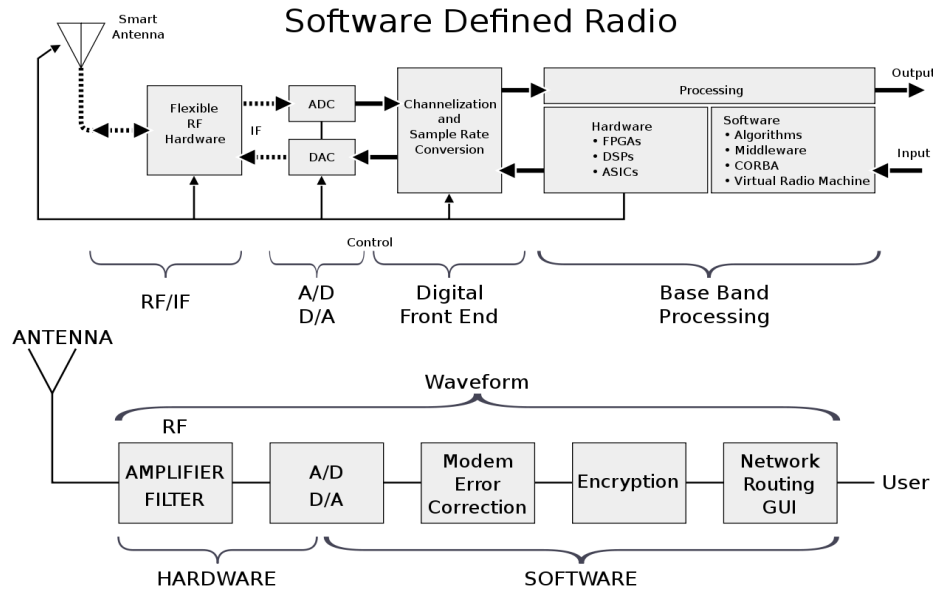 Software Defined Radio
Smart
Antenna
Flexible
RF
Hardware
IF
ADC
DAC
Channelization
and
Sample Rate
Conversion
Processing
Hardware
• FPGAs
• DSPs
• ASICs
Software
• Algorithms
• Middleware
• CORBA
• Virtual Radio Machine
Output
Input
Control
RF/IF
A/D
D/A
Digital
Front End
Base Band
Processing
ANTENNA
Waveform
RF
AMPLIFIER
FILTER
A/D
D/A
Modem
Error
Correction
Encryption
Network
Routing
GUI
User
HARDWARE
SOFTWARE